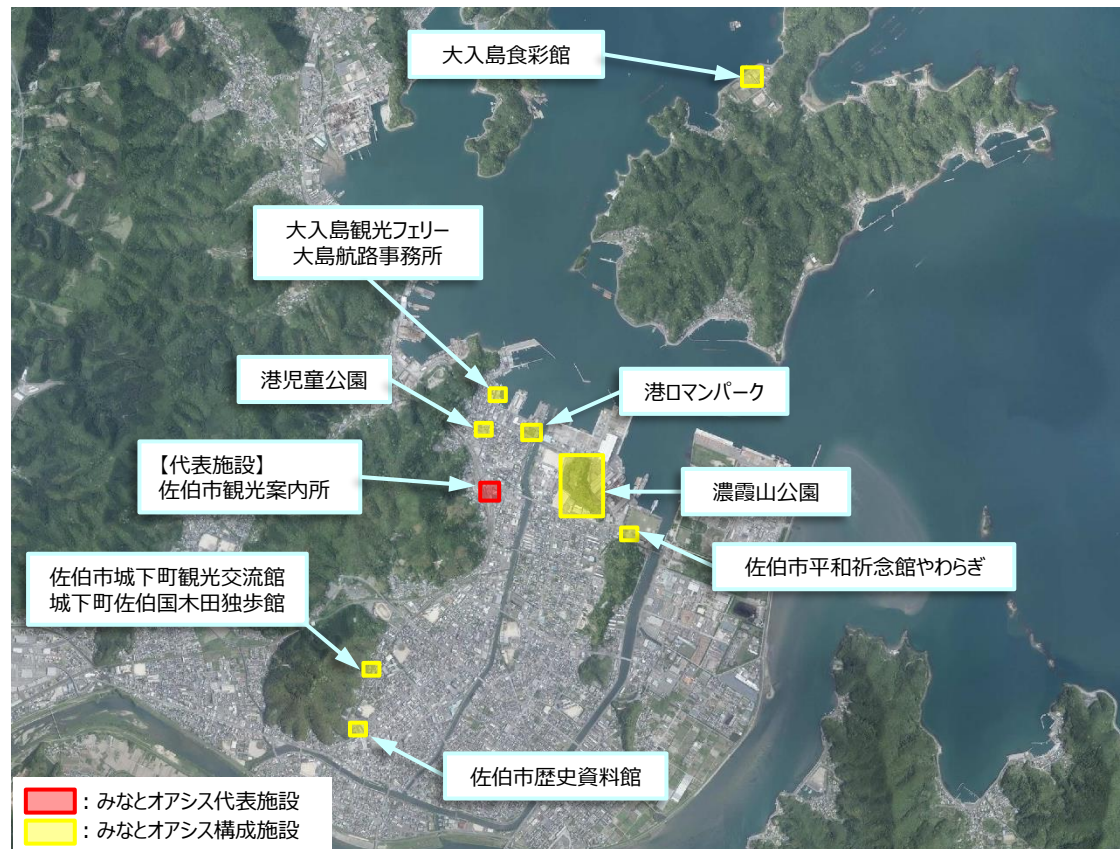 大入島食彩館
大入島観光フェリー
大島航路事務所
港児童公園
港ロマンパーク
【代表施設】
佐伯市観光案内所
濃霞山公園
佐伯市平和祈念館やわらぎ
佐伯市城下町観光交流館
城下町佐伯国木田独歩館
佐伯市歴史資料館
：みなとオアシス代表施設
：みなとオアシス構成施設